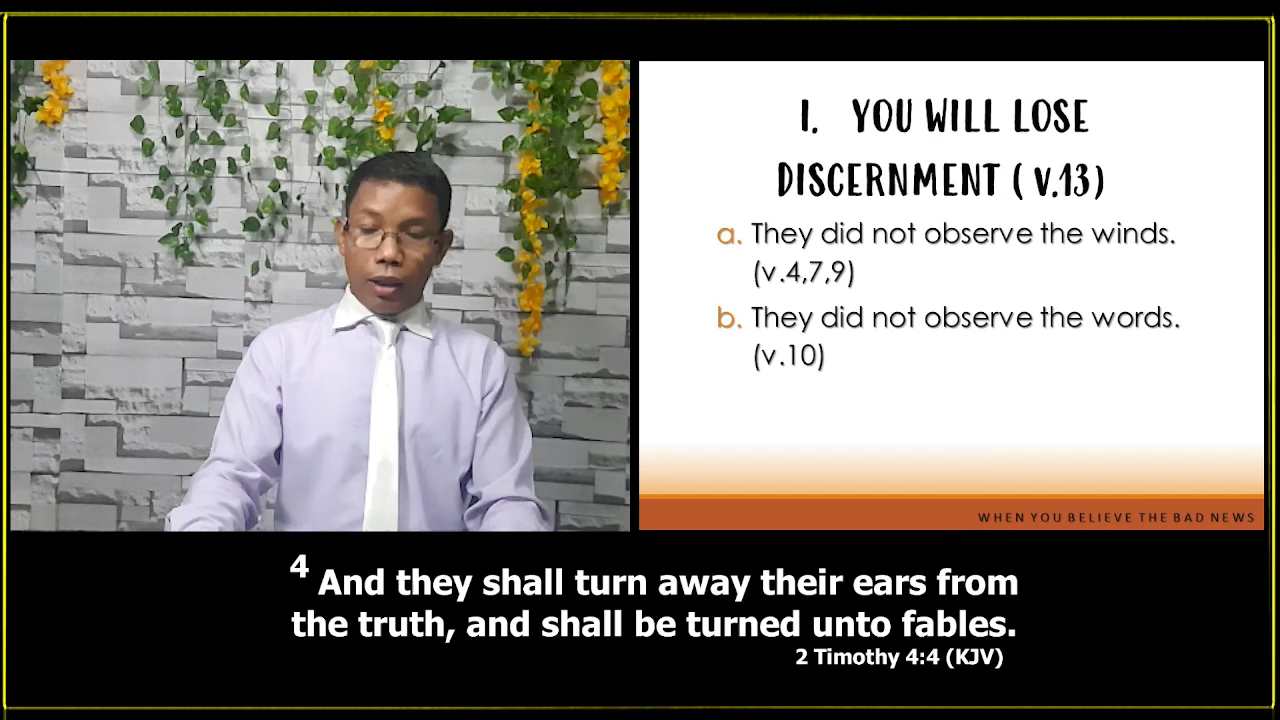 I. YOU WILL LOSE
DISCERNMENT ( V.13)
a. They did not observe the winds.
(v.4,7,9)
b. They did not observe the words.
(v.10)
WHEN YOU BELIEVE THE BAD NEWS
4 And they shall turn away their ears from
the truth, and shall be turned unto fables.
2 Timothy 4:4 (KJV)